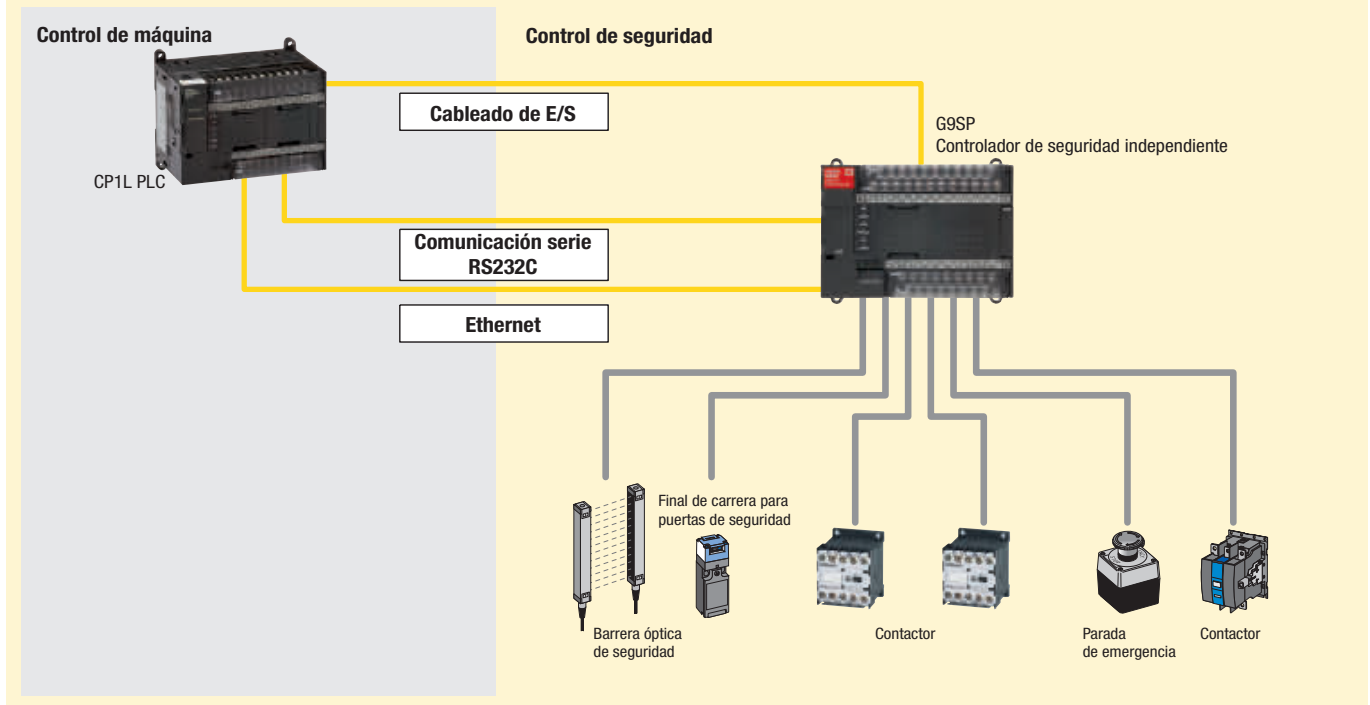 Control de máquina
Control de seguridad
Cableado de E/S
G9SP
Controlador de seguridad independiente
CP1L PLC
Comunicación serie
RS232C
Ethernet
Final de carrera para
puertas de seguridad
Barrera óptica
de seguridad
Contactor
Parada
de emergencia
Contactor